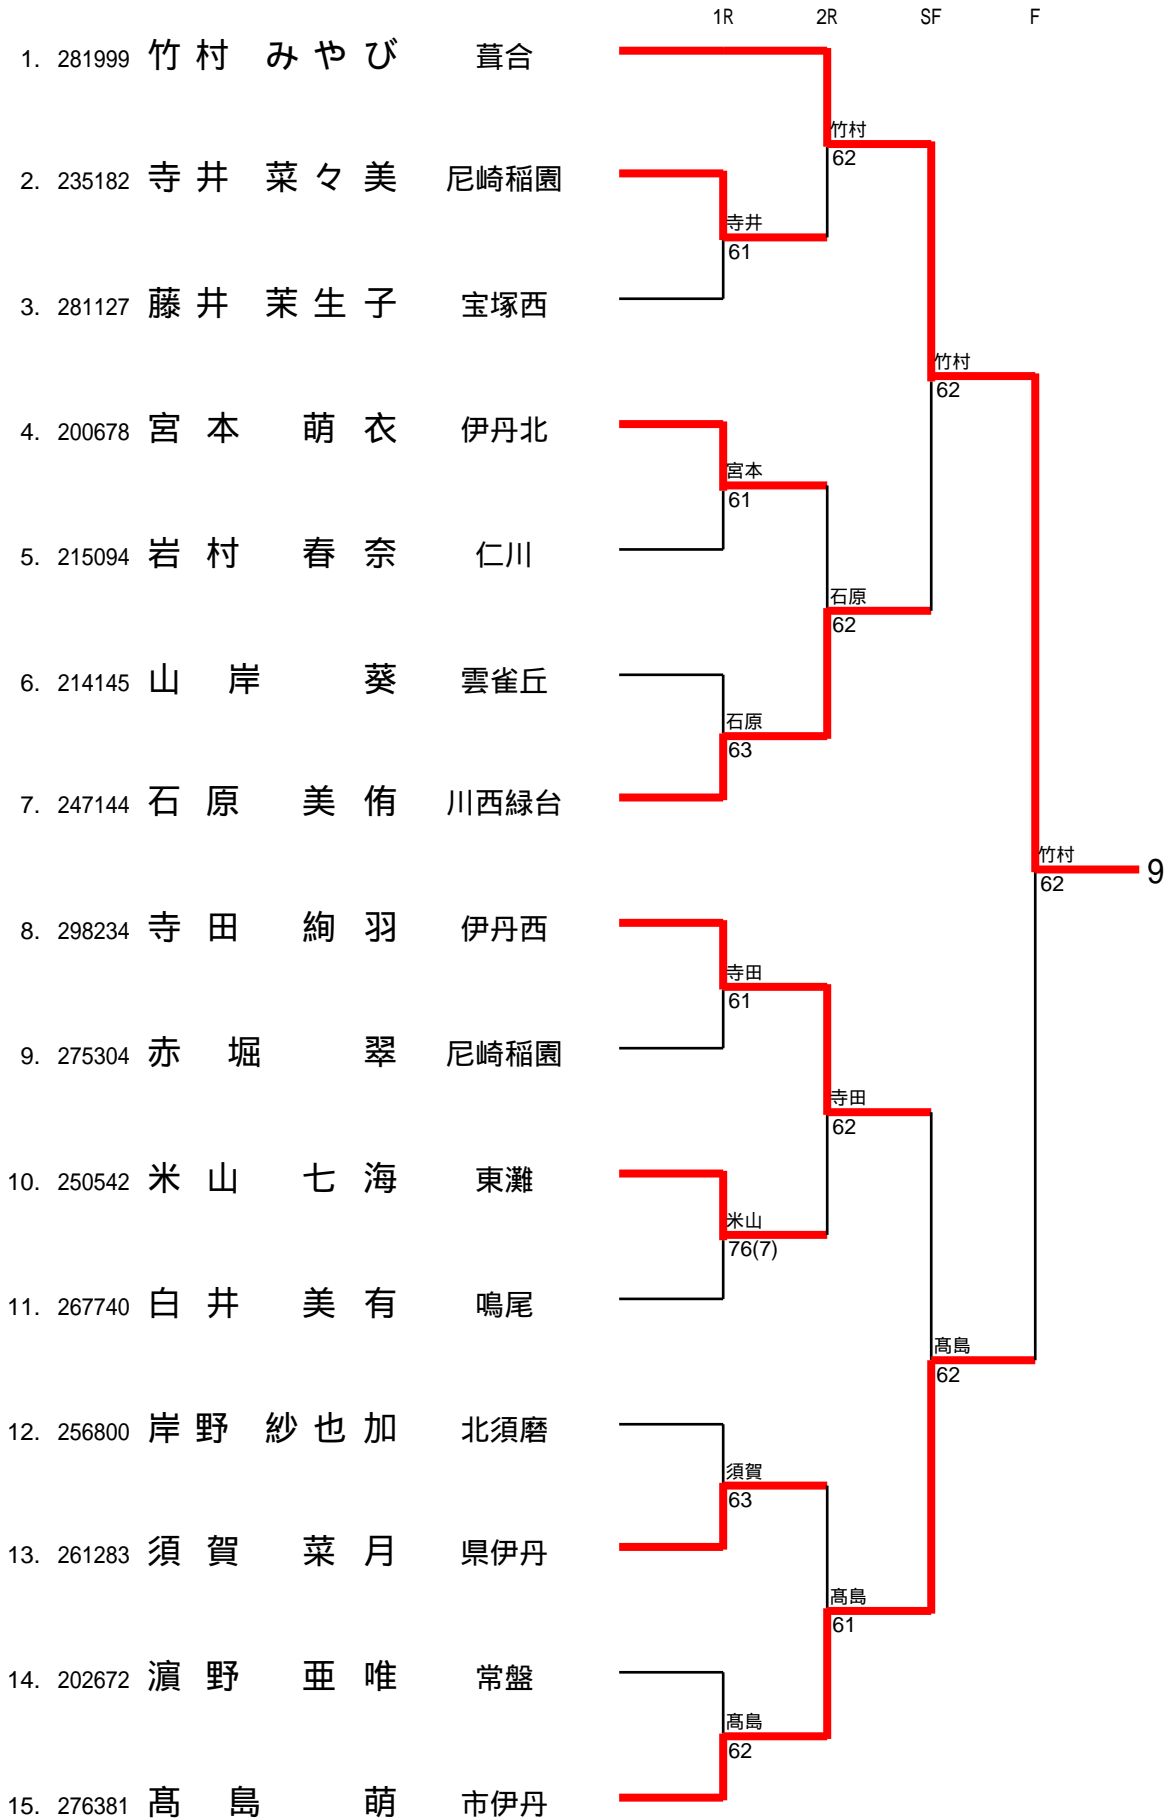 1R 2R SF F
1. 281999 竹村 みやび 葺合
竹村
62
2. 235182 寺井 菜々美 尼崎稲園
寺井
61
3. 281127 藤井 茉生子 宝塚西
竹村
62
4. 200678 宮本 萌衣 伊丹北
宮本
61
5. 215094 岩村 春奈 仁川
石原
62
6. 214145 山岸 葵 雲雀丘
石原
63
7. 247144 石原 美侑 川西緑台
竹村
62
9
8. 298234 寺田 絢羽 伊丹西
寺田
61
9. 275304 赤堀 翠 尼崎稲園
寺田
62
10. 250542 米山 七海 東灘
米山
76(7)
11. 267740 白井 美有 鳴尾
髙島
62
12. 256800 岸野 紗也加 北須磨
須賀
63
13. 261283 須賀 菜月 県伊丹
髙島
61
14. 202672 濵野 亜唯 常盤
髙島
62
15. 276381 髙島 萌 市伊丹